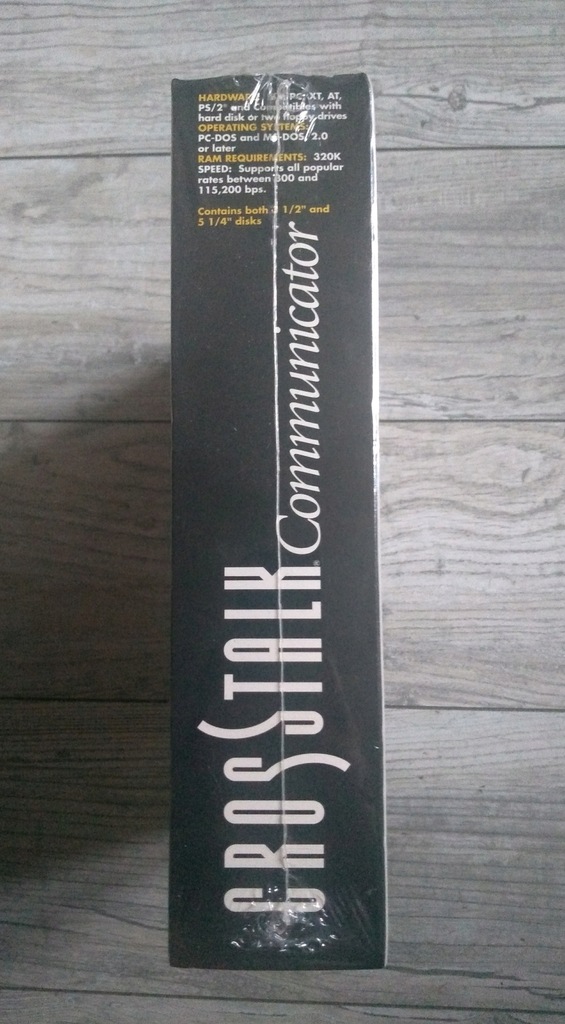 HARDWARE: PC, XT, AT,
PS/2® and Compatibles with
hard disk or two floppy drives
OPERATING SYSTEMS:
PC-DOS and MS-DOS, 2.0
or later
RAM REQUIREMENTS: 320K
SPEED: Supports all popular
rates between 300 and
115,200 bps.
Contains both 3 1/2" and
5 1/4" disks
CROSSTALK® Communicator